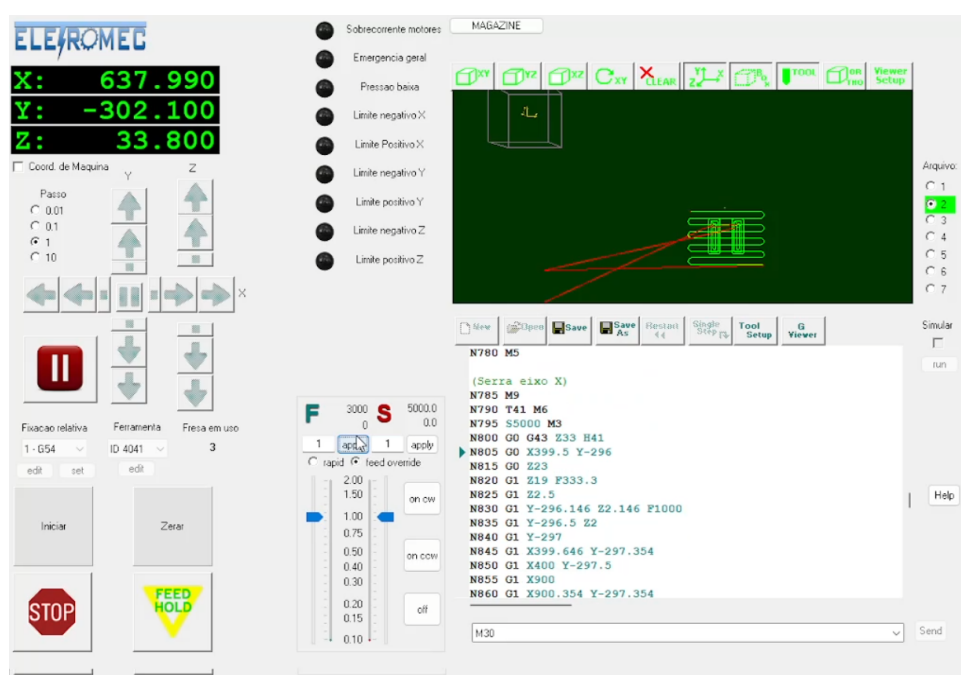 ELETROMEC
X: 637.990
Y: -302.100
Z: 33.800
Coord. de Maquina
Y
Z
Passo
0.01
0.1
1
10
X
Fixacao relativa
Ferramenta
Fresa em uso
1 - G54
ID 4041
3
edit
set
edit
Iniciar
Zerar
STOP
FEED
HOLD
Sobrecorrente motores
Emergencia geral
Pressao baixa
Limite negativo X
Limite Positivo X
Limite negativo Y
Limite positivo Y
Limite negativo Z
Limite positivo Z
F 3000 S 5000.0
0 0.0
1 apply 1 apply
rapid feed override
2.00
1.50
1.00
0.75
0.50
0.40
0.30
0.20
0.15
0.10
on cw
on ccw
off
MAGAZINE
XY
YZ
XZ
XY
CLEAR
TOOL
Viewer
Setup
New
Open
Save
Save
As
Restart
Single
Step
Tool
Setup
G
Viewer
N780 M5
(Serra eixo X)
N785 M9
N790 T41 M6
N795 S5000 M3
N800 G0 G43 Z33 H41
N805 G0 X399.5 Y-296
N815 G0 Z23
N820 G1 Z19 F333.3
N825 G1 Z2.5
N830 G1 Y-296.146 Z2.146 F1000
N835 G1 Y-296.5 Z2
N840 G1 Y-297
N845 G1 X399.646 Y-297.354
N850 G1 X400 Y-297.5
N855 G1 X900
N860 G1 X900.354 Y-297.354
M30
Send
Arquivo:
1
2
3
4
5
6
7
Simular
run
Help